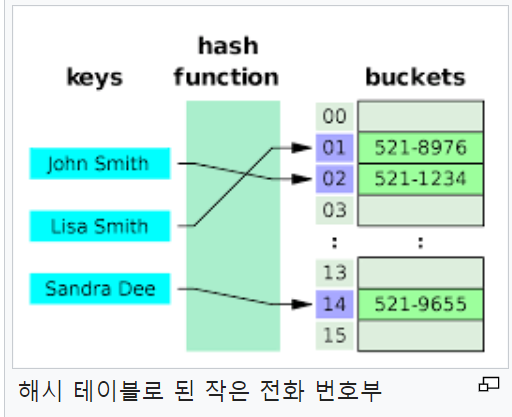 keys
hash
function
buckets
John Smith
Lisa Smith
Sandra Dee
00
01 521-8976
02 521-1234
03
: :
13
14 521-9655
15
해시 테이블로 된 작은 전화 번호부